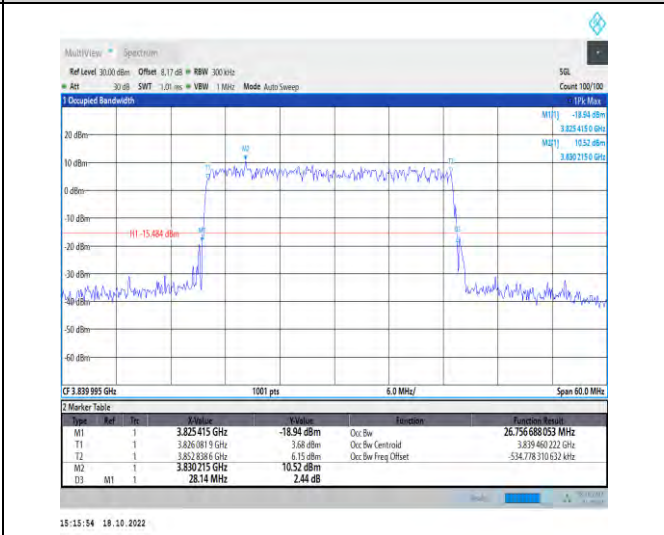 MultiView Spectrum
Ref Level 30.00 dBm Offset 8.17 dB RBW 300 kHz SGL
Att 30 dB SWT 1.01 ms VBW 1 MHz Mode Auto Sweep Count 100/100
1 Occupied Bandwidth 1Pk Max
M1[1] -18.94 dBm
3.825 415 0 GHz
20 dBm M2[1] 10.52 dBm
M2 3.830 215 0 GHz
10 dBm
0 dBm
-10 dBm
H1 -15.484 dBm
-20 dBm
-30 dBm
-40 dBm
-50 dBm
-60 dBm
CF 3.839 995 GHz 1001 pts 6.0 MHz/ Span 60.0 MHz
2 Marker Table
Type Ref Trc X-Value Y-Value Function Function Result
M1 1 3.825 415 GHz -18.94 dBm Occ Bw 26.756 688 053 MHz
T1 1 3.826 081 9 GHz 3.68 dBm Occ Bw Centroid 3.839 460 222 GHz
T2 1 3.852 838 6 GHz 6.15 dBm Occ Bw Freq Offset -534.778 310 632 kHz
M2 1 3.830 215 GHz 10.52 dBm
D3 M1 1 28.14 MHz 2.44 dB
15:15:54 18.10.2022